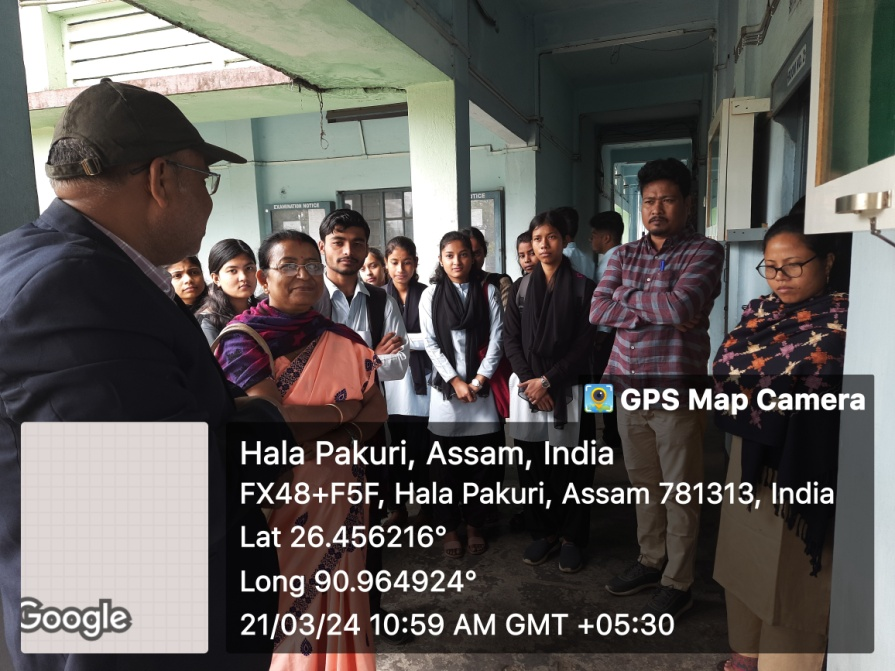 EXAMINATION NOTICE
NOTICE
GPS Map Camera
Hala Pakuri, Assam, India
FX48+F5F, Hala Pakuri, Assam 781313, India
Lat 26.456216°
Long 90.964924°
21/03/24 10:59 AM GMT +05:30
Google